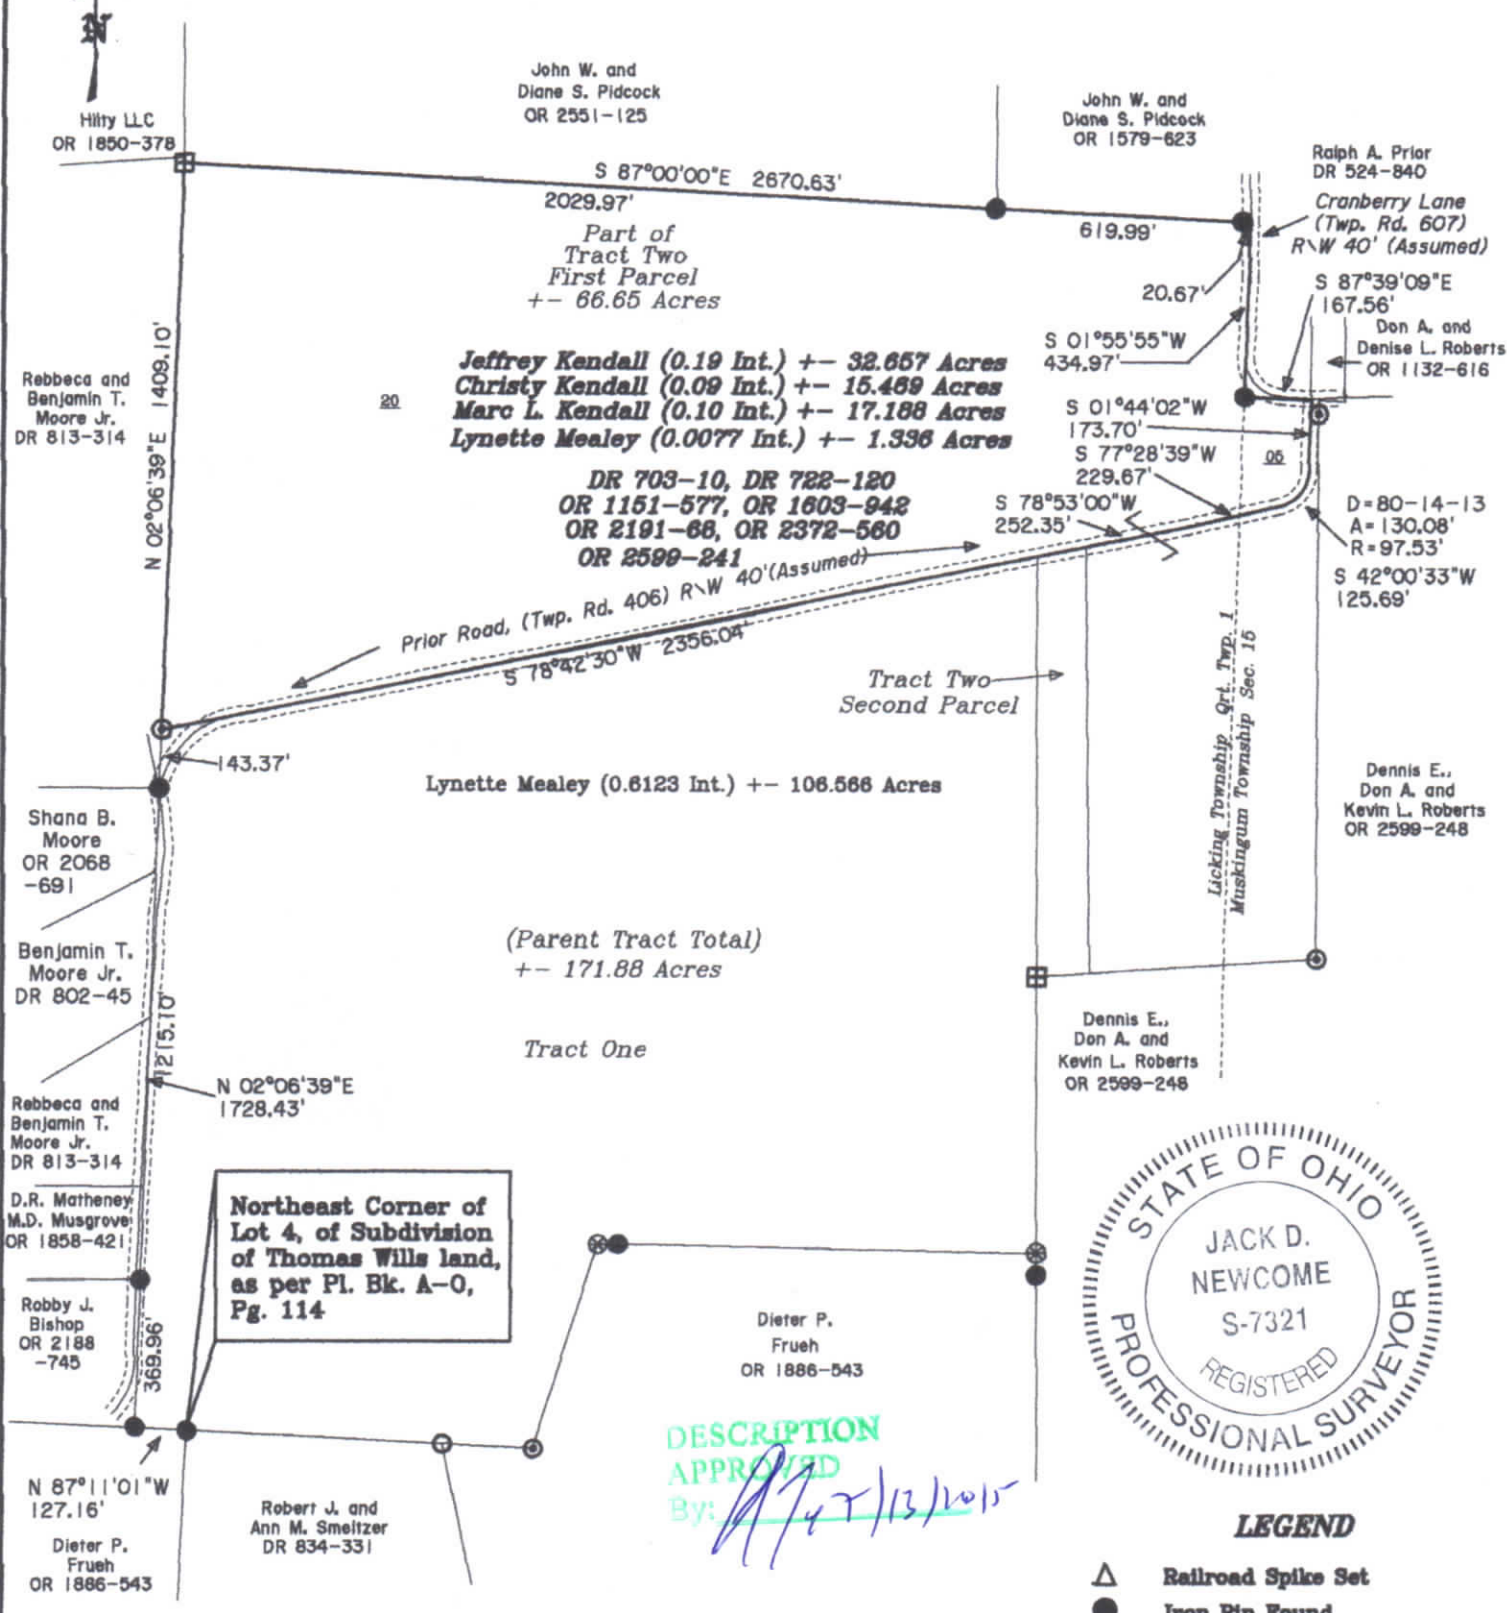 N
Hilty LLC
OR 1850-378
John W. and
Diane S. Pidcock
OR 2551-125
John W. and
Diane S. Pidcock
OR 1579-623
Ralph A. Prior
DR 524-840
Cranberry Lane
(Twp. Rd. 607)
R\W 40' (Assumed)
S 87°00'00"E 2670.63'
2029.97'
619.99'
Part of
Tract Two
First Parcel
+- 66.65 Acres
20.67'
S 87°39'09"E
167.56'
S 01°55'55"W
434.97'
Don A. and
Denise L. Roberts
OR 1132-616
Rebbeca and
Benjamin T.
Moore Jr.
DR 813-314
N 02°06'39"E 1409.10'
20
Jeffrey Kendall (0.19 Int.) +- 32.657 Acres
Christy Kendall (0.09 Int.) +- 15.469 Acres
Marc L. Kendall (0.10 Int.) +- 17.188 Acres
Lynette Mealey (0.0077 Int.) +- 1.336 Acres
DR 703-10, DR 722-120
OR 1151-577, OR 1603-942
OR 2191-66, OR 2372-560
OR 2599-241
S 01°44'02"W
173.70'
S 77°28'39"W
229.67'
05
S 78°53'00"W
252.35'
D=80-14-13
A=130.08'
R=97.53'
S 42°00'33"W
125.69'
Prior Road, (Twp. Rd. 406) R\W 40'(Assumed)
S 78°42'30"W 2356.04'
Tract Two
Second Parcel
Licking Township Qrt. Twp. 1
Muskingum Township Sec. 15
143.37'
Lynette Mealey (0.6123 Int.) +- 106.566 Acres
Dennis E.,
Don A. and
Kevin L. Roberts
OR 2599-248
Shana B.
Moore
OR 2068
-691
(Parent Tract Total)
+- 171.88 Acres
Benjamin T.
Moore Jr.
DR 802-45
1215.10'
Tract One
Dennis E.,
Don A. and
Kevin L. Roberts
OR 2599-248
N 02°06'39"E
1728.43'
Rebbeca and
Benjamin T.
Moore Jr.
DR 813-314
D.R. Matheney
M.D. Musgrove
OR 1858-421
Northeast Corner of
Lot 4, of Subdivision
of Thomas Wills land,
as per Pl. Bk. A-0,
Pg. 114
Robby J.
Bishop
OR 2188
-745
369.96'
Dieter P.
Frueh
OR 1886-543
STATE OF OHIO
JACK D.
NEWCOME
S-7321
REGISTERED
PROFESSIONAL SURVEYOR
DESCRIPTION
APPROVED
By:
7/13/2015
N 87°11'01"W
127.16'
Dieter P.
Frueh
OR 1886-543
Robert J. and
Ann M. Smeltzer
DR 834-331
LEGEND
Railroad Spike Set
Iron Pin Found